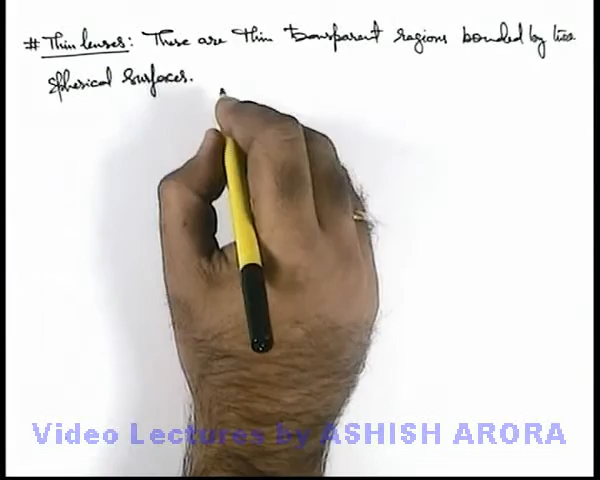 # Thin lenses: These are thin transparent regions bounded by two
spherical surfaces.
Video Lectures by ASHISH ARORA